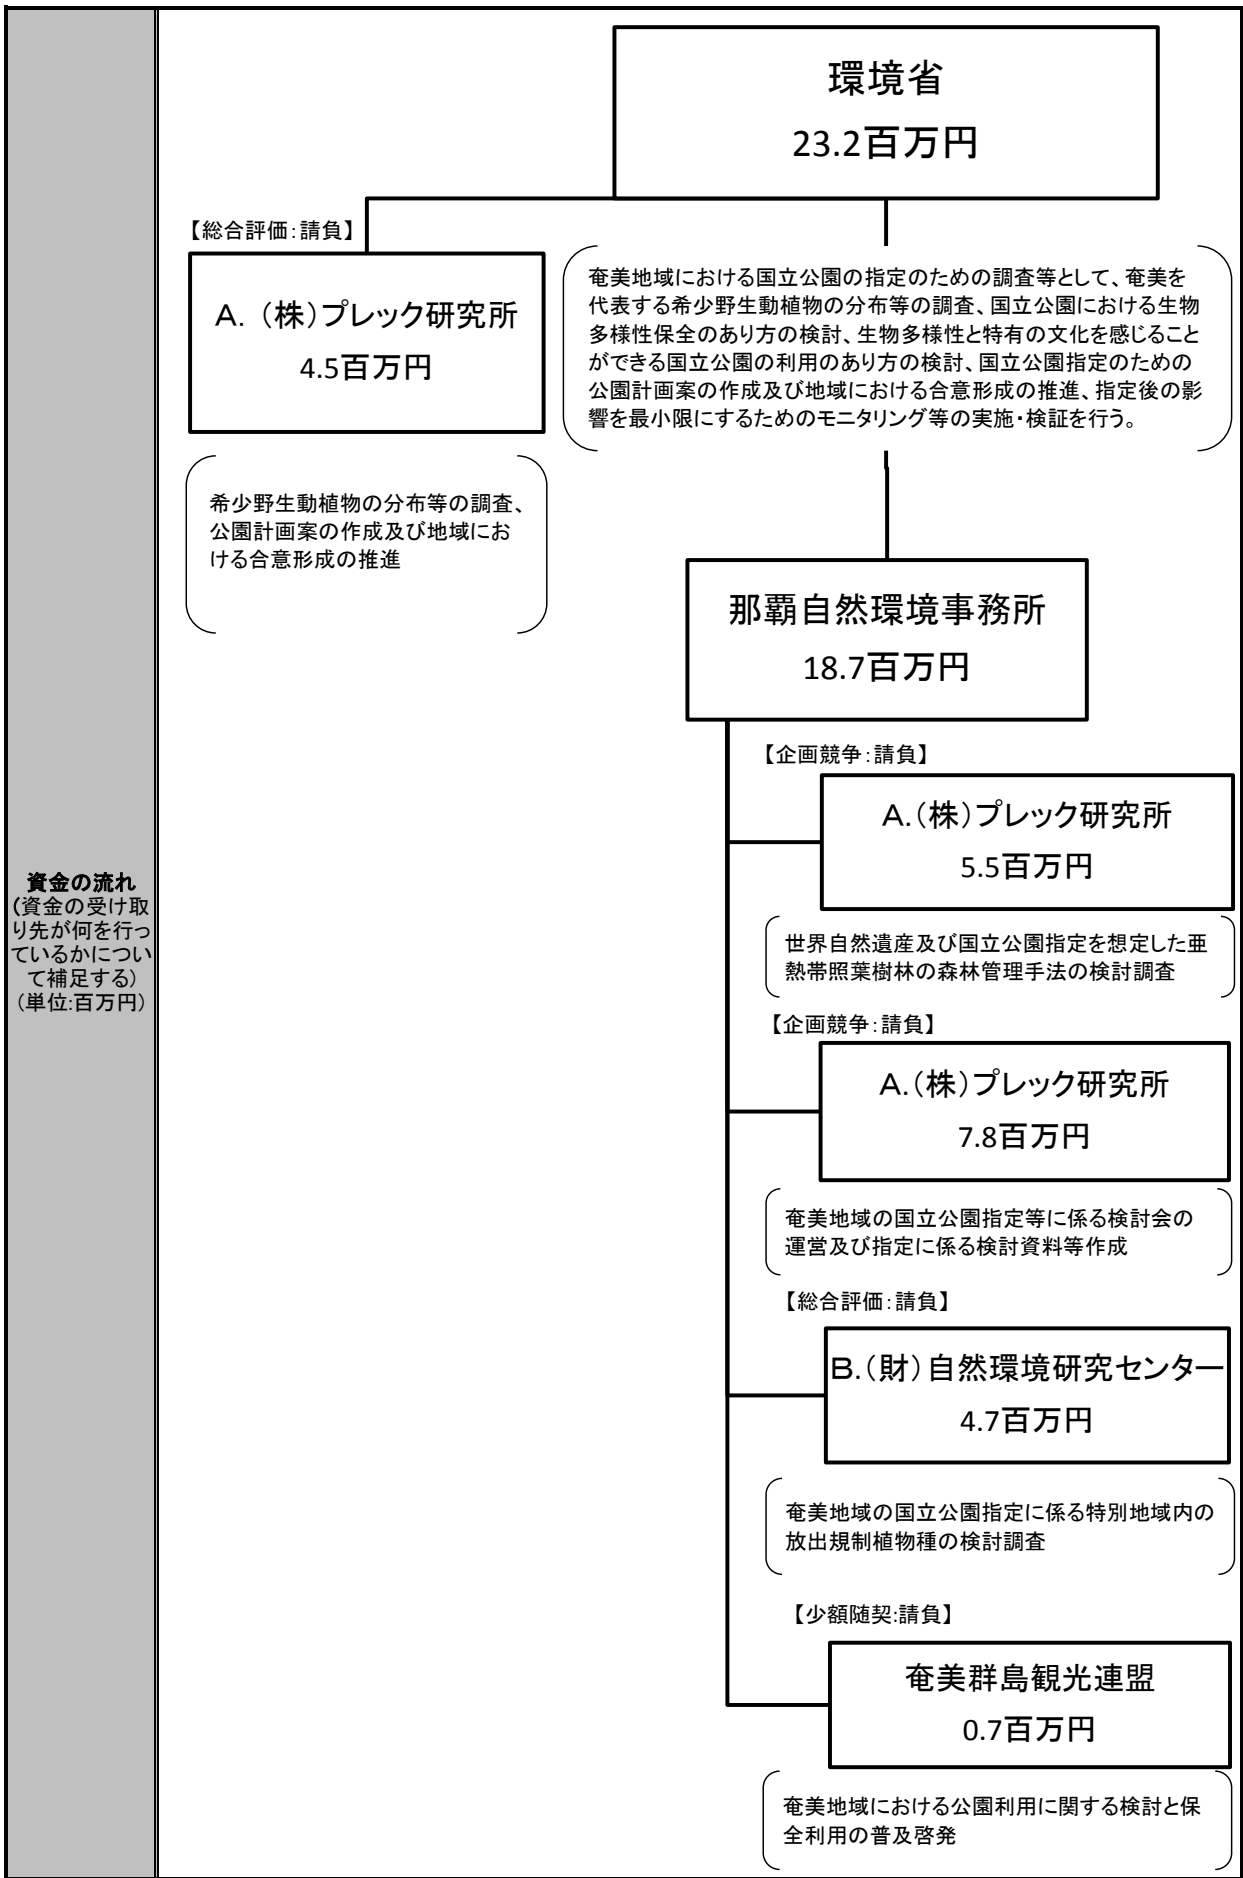 環境省
23.2百万円
【総合評価：請負】
A．（株）プレック研究所
4.5百万円
奄美地域における国立公園の指定のための調査等として、奄美を
代表する希少野生動植物の分布等の調査、国立公園における生物
多様性保全のあり方の検討、生物多様性と特有の文化を感じること
ができる国立公園の利用のあり方の検討、国立公園指定のための
公園計画案の作成及び地域における合意形成の推進、指定後の影
響を最小限にするためのモニタリング等の実施・検証を行う。
希少野生動植物の分布等の調査、
公園計画案の作成及び地域にお
ける合意形成の推進
那覇自然環境事務所
18.7百万円
【企画競争：請負】
A.（株）プレック研究所
5.5百万円
資金の流れ
（資金の受け取
り先が何を行っ
ているかについ
て補足する）
（単位:百万円）
世界自然遺産及び国立公園指定を想定した亜
熱帯照葉樹林の森林管理手法の検討調査
【企画競争：請負】
A.（株）プレック研究所
7.8百万円
奄美地域の国立公園指定等に係る検討会の
運営及び指定に係る検討資料等作成
【総合評価：請負】
B.（財）自然環境研究センター
4.7百万円
奄美地域の国立公園指定に係る特別地域内の
放出規制植物種の検討調査
【少額随契:請負】
奄美群島観光連盟
0.7百万円
奄美地域における公園利用に関する検討と保
全利用の普及啓発